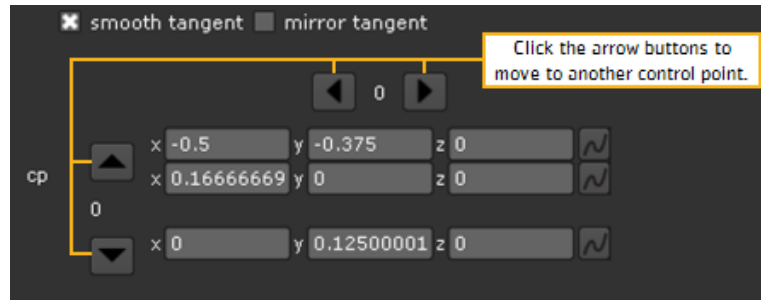 smooth tangent mirror tangent
Click the arrow buttons to
move to another control point.
0
x -0.5 y -0.375 z 0
cp x 0.16666669 y 0 z 0
0
x 0 y 0.12500001 z 0